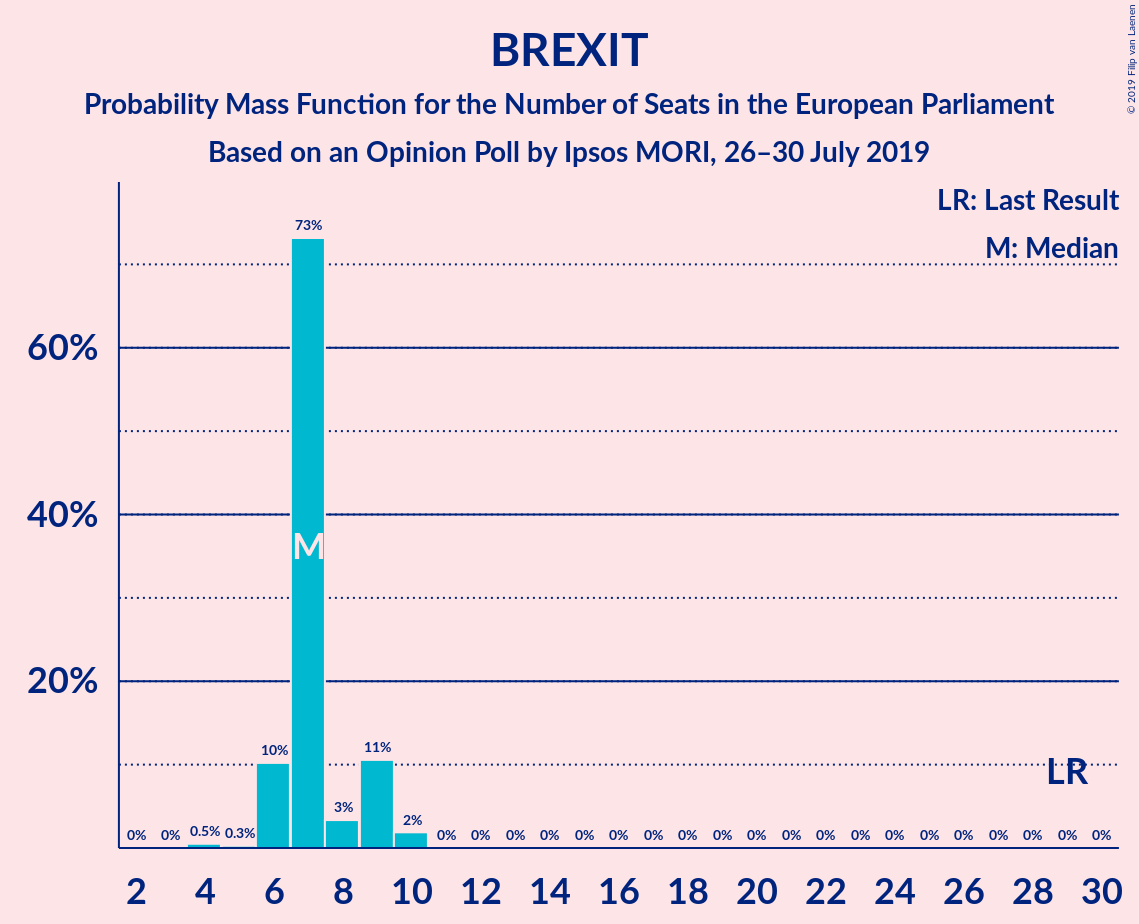 BREXIT
Probability Mass Function for the Number of Seats in the European Parliament
Based on an Opinion Poll by Ipsos MORI, 26–30 July 2019
© 2019 Filip van Laenen
LR: Last Result
M: Median
60%
40%
20%
0% 0% 0.5% 0.3% 10% 73% 3% 11% 2% 0% 0% 0% 0% 0% 0% 0% 0% 0% 0% 0% 0% 0% 0% 0% 0% 0% 0% 0% 0%
M
LR
2 4 6 8 10 12 14 16 18 20 22 24 26 28 30